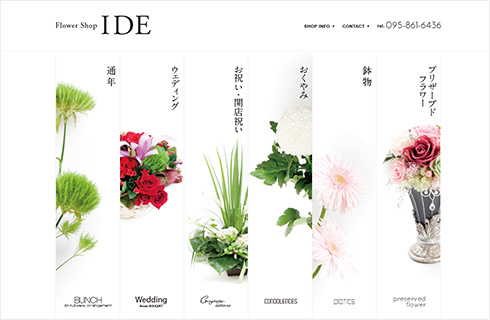 Flower Shop IDE
SHOP INFO
CONTACT
TEL. 095-861-6436
通年
ウェディング
お祝い・開店祝い
おくやみ
鉢物
プリザーブド
フラワー
BUNCH
Wedding
CONDOLENCES
PLANTS
preserved
flower